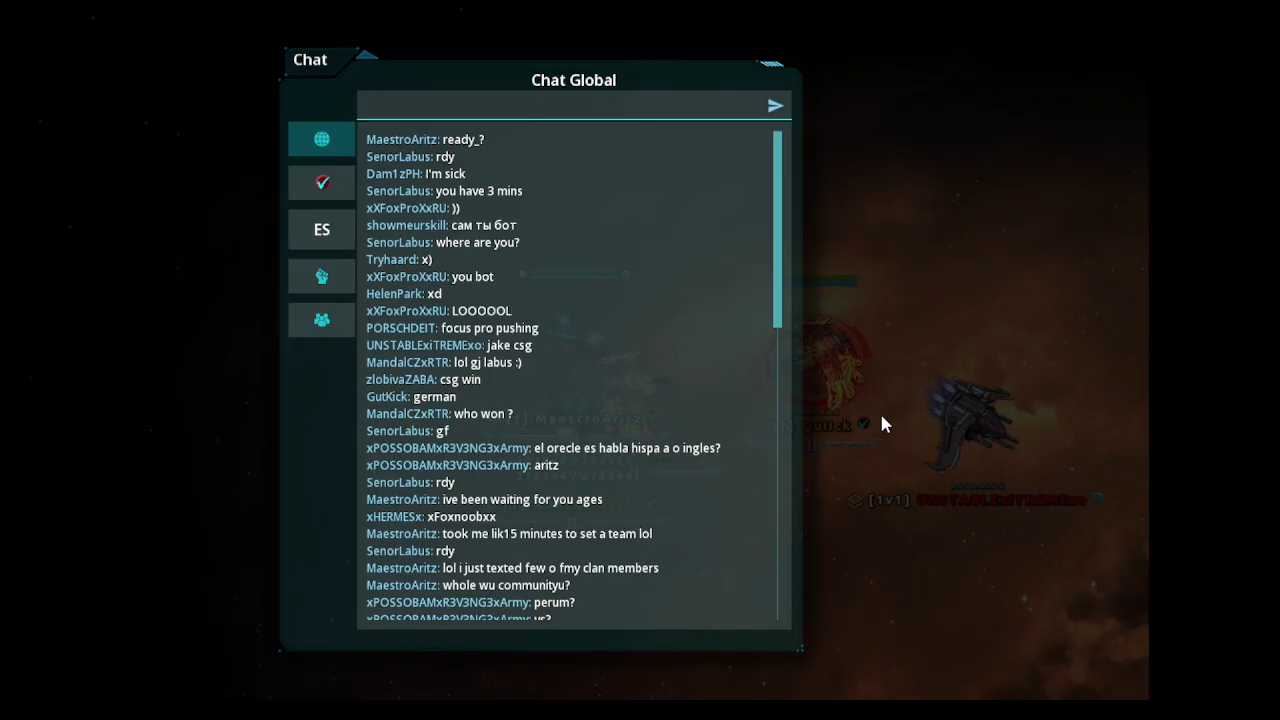 Chat
Chat Global
MaestroAritz: ready_?
SenorLabus: rdy
Dam1zPH: I'm sick
SenorLabus: you have 3 mins
xXFoxProXxRU: ))
showmeurskill: сам ты бот
SenorLabus: where are you?
Tryhaard: x)
xXFoxProXxRU: you bot
HelenPark: xd
xXFoxProXxRU: LOOOOOL
PORSCHDEIT: focus pro pushing
UNSTABLExiTREMExo: jake csg
MandalCZxRTR: lol gj labus :)
zlobivaZABA: csg win
GutKick: german
MandalCZxRTR: who won ?
SenorLabus: gf
xPOSSOBAMxR3V3NG3xArmy: el orecle es habla hispa a o ingles?
xPOSSOBAMxR3V3NG3xArmy: aritz
SenorLabus: rdy
MaestroAritz: ive been waiting for you ages
xHERMESx: xFoxnoobxx
MaestroAritz: took me lik15 minutes to set a team lol
SenorLabus: rdy
MaestroAritz: lol i just texted few o fmy clan members
MaestroAritz: whole wu communityu?
xPOSSOBAMxR3V3NG3xArmy: perum?
xPOSSOBAMxR3V3NG3xArmy: vs?
ES
MaestroAritz
[1v1] UNSTABLExiTREMExo